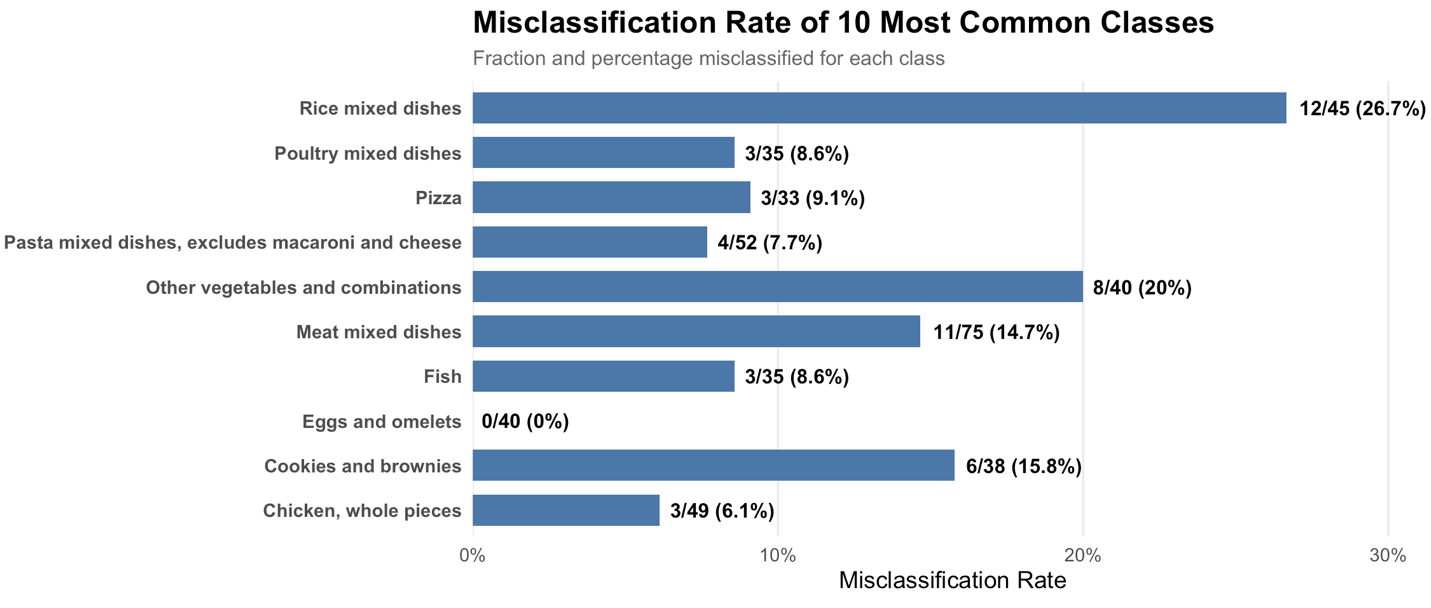 Misclassification Rate of 10 Most Common Classes
Fraction and percentage misclassified for each class
Rice mixed dishes 12/45 (26.7%)
Poultry mixed dishes 3/35 (8.6%)
Pizza 3/33 (9.1%)
Pasta mixed dishes, excludes macaroni and cheese 4/52 (7.7%)
Other vegetables and combinations 8/40 (20%)
Meat mixed dishes 11/75 (14.7%)
Fish 3/35 (8.6%)
Eggs and omelets 0/40 (0%)
Cookies and brownies 6/38 (15.8%)
Chicken, whole pieces 3/49 (6.1%)
0% 10% 20% 30%
Misclassification Rate